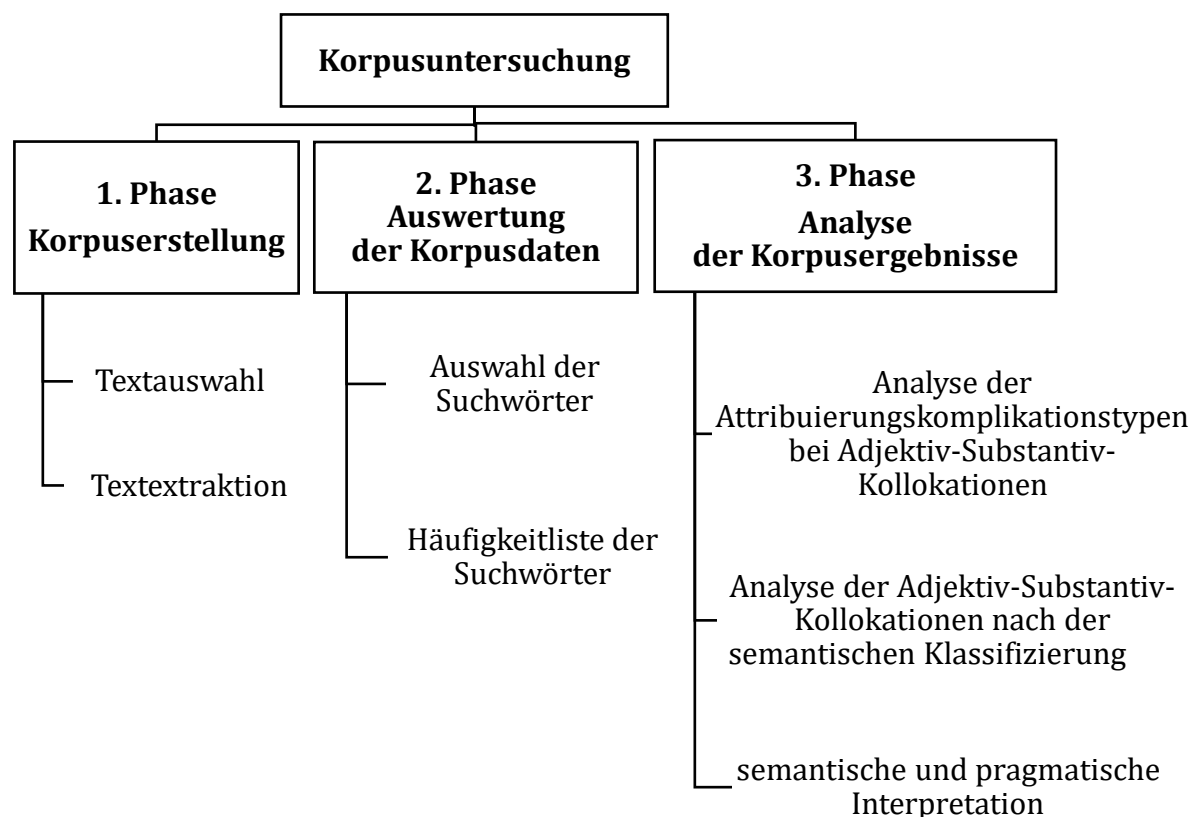 Korpusuntersuchung
1. Phase
Korpuserstellung
Textauswahl
Textextraktion
2. Phase
Auswertung
der Korpusdaten
Auswahl der
Suchwörter
Häufigkeitliste der
Suchwörter
3. Phase
Analyse
der Korpusergebnisse
Analyse der
Attribuierungskomplikationstypen
bei Adjektiv-Substantiv-
Kollokationen
Analyse der Adjektiv-Substantiv-
Kollokationen nach der
semantischen Klassifizierung
semantische und pragmatische
Interpretation